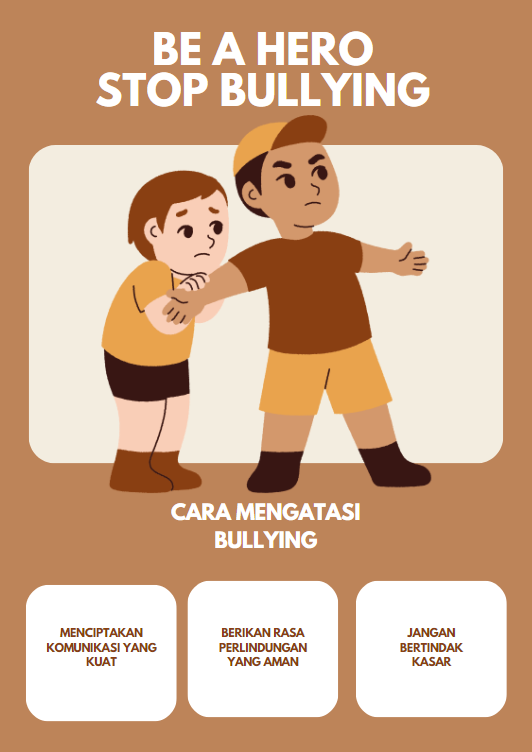 BE A HERO
STOP BULLYING
CARA MENGATASI
BULLYING
MENCIPTAKAN
KOMUNIKASI YANG
KUAT
BERIKAN RASA
PERLINDUNGAN
YANG AMAN
JANGAN
BERTINDAK
KASAR